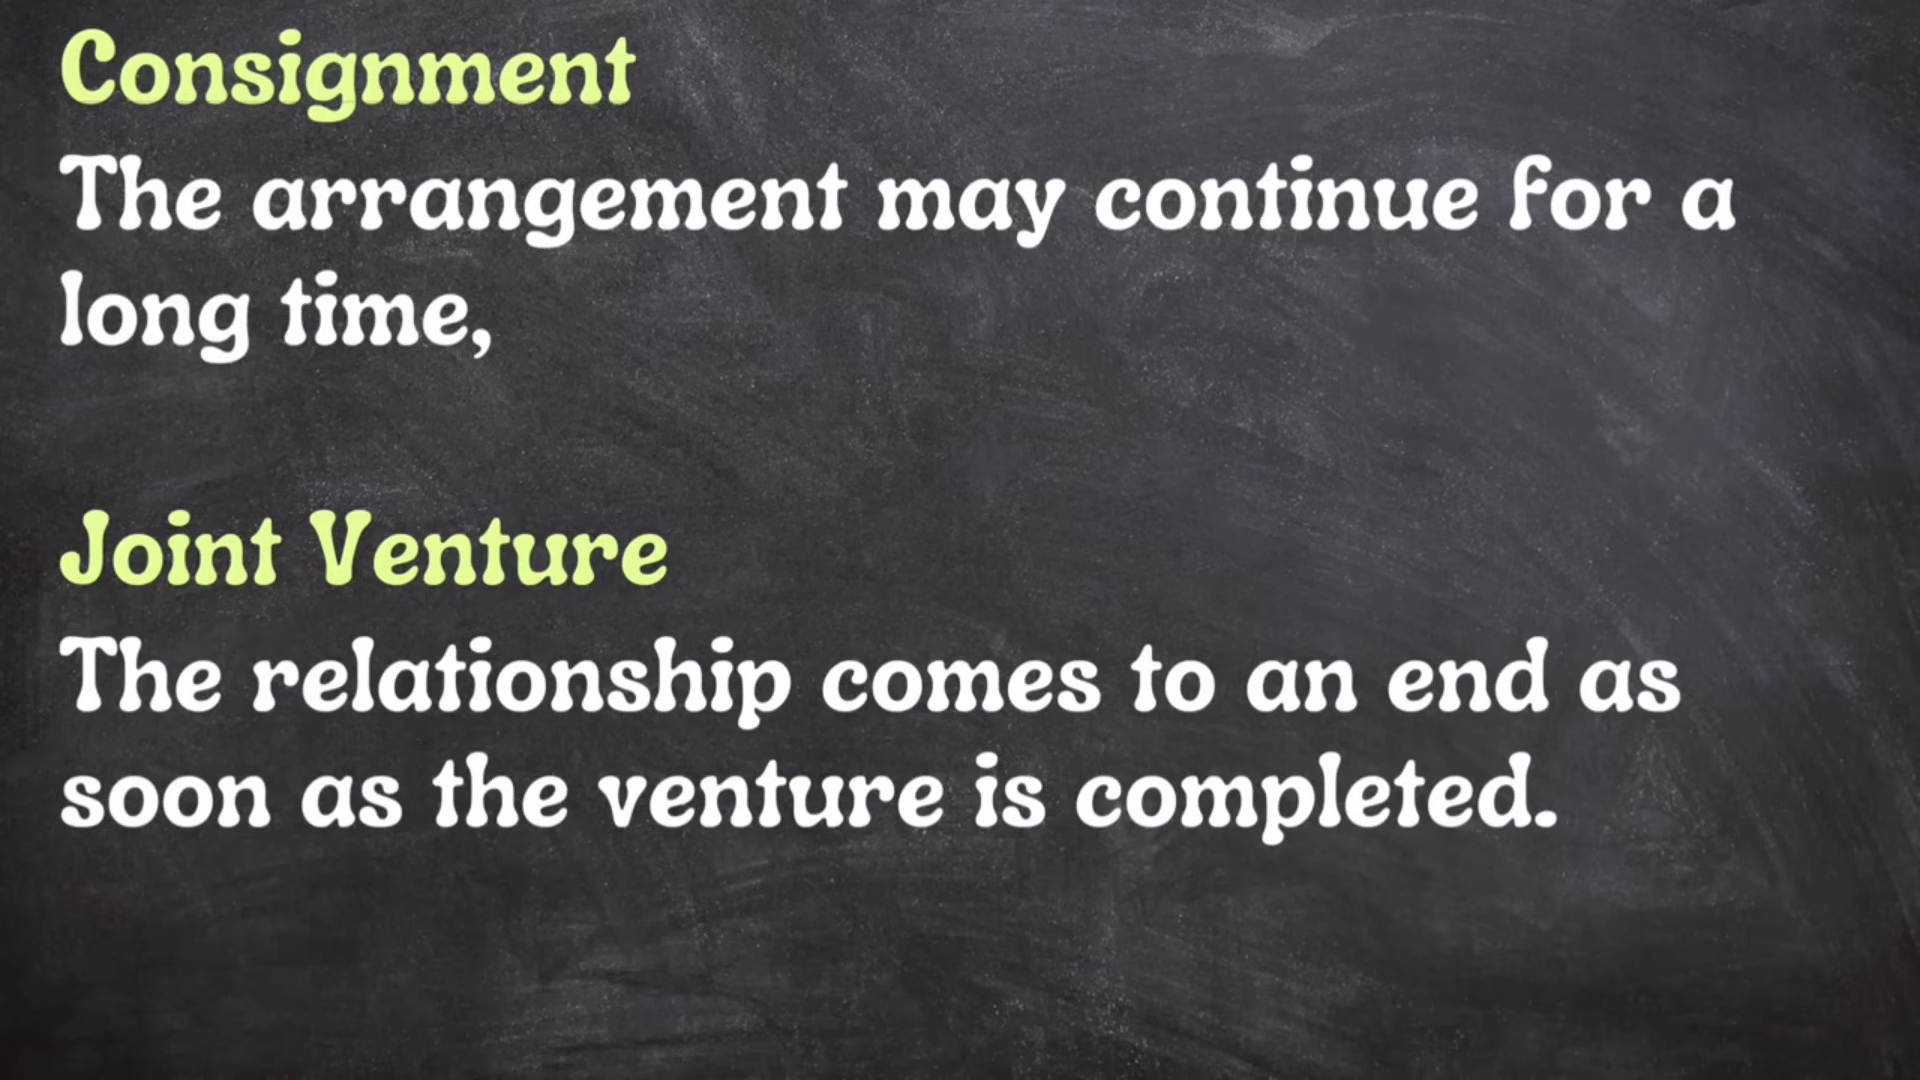 Consignment
The arrangement may continue for a
long time,
Joint Venture
The relationship comes to an end as
soon as the venture is completed.